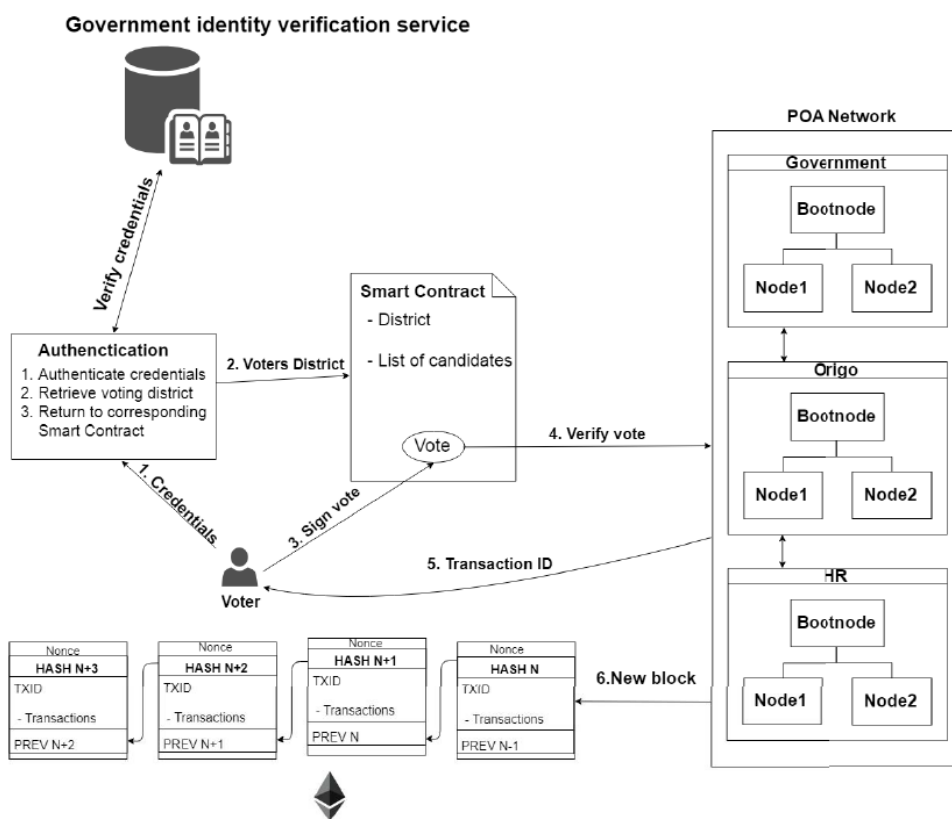 Government identity verification service
Verify credentials
Authenctication
1. Authenticate credentials
2. Retrieve voting district
3. Return to corresponding
Smart Contract
2. Voters District
Smart Contract
- District
- List of candidates
Vote
4. Verify vote
1. Credentials
3. Sign vote
Voter
5. Transaction ID
POA Network
Government
Bootnode
Node1
Node2
Origo
Bootnode
Node1
Node2
HR
Bootnode
Node1
Node2
6.New block
Nonce
HASH N+3
TXID
- Transactions
PREV N+2
Nonce
HASH N+2
TXID
- Transactions
PREV N+1
Nonce
HASH N+1
TXID
- Transactions
PREV N
Nonce
HASH N
TXID
- Transactions
PREV N-1